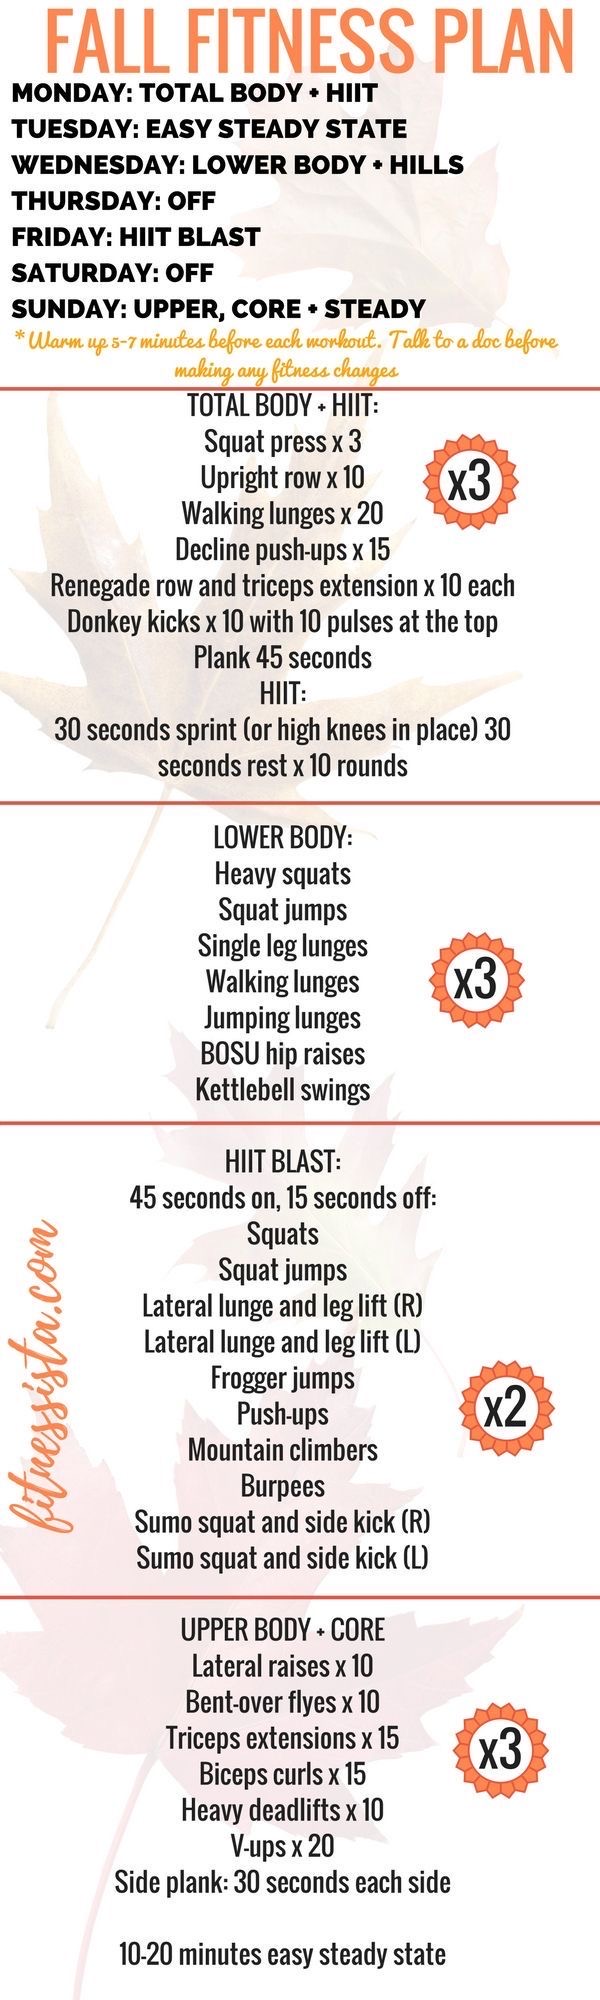 FALL FITNESS PLAN
MONDAY: TOTAL BODY + HIIT
TUESDAY: EASY STEADY STATE
WEDNESDAY: LOWER BODY + HILLS
THURSDAY: OFF
FRIDAY: HIIT BLAST
SATURDAY: OFF
SUNDAY: UPPER, CORE + STEADY
*Warm up 5-7 minutes before each workout. Talk to a doc before
making any fitness changes
TOTAL BODY + HIIT:
Squat press x 3
Upright row x 10
x3
Walking lunges x 20
Decline push-ups x 15
Renegade row and triceps extension x 10 each
Donkey kicks x 10 with 10 pulses at the top
Plank 45 seconds
HIIT:
30 seconds sprint (or high knees in place) 30
seconds rest x 10 rounds
LOWER BODY:
Heavy squats
Squat jumps
Single leg lunges
Walking lunges
x3
Jumping lunges
BOSU hip raises
Kettlebell swings
HIIT BLAST:
45 seconds on, 15 seconds off:
Squats
Squat jumps
Lateral lunge and leg lift (R)
Lateral lunge and leg lift (L)
Frogger jumps
Push-ups
x2
Mountain climbers
Burpees
Sumo squat and side kick (R)
Sumo squat and side kick (L)
fitnessista.com
UPPER BODY + CORE
Lateral raises x 10
Bent-over flyes x 10
Triceps extensions x 15
x3
Biceps curls x 15
Heavy deadlifts x 10
V-ups x 20
Side plank: 30 seconds each side
10-20 minutes easy steady state